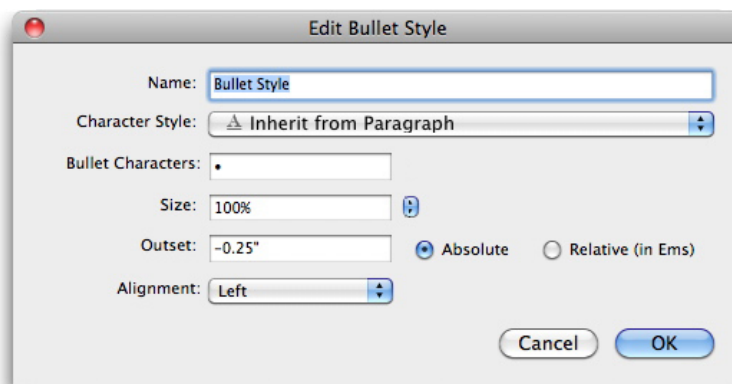 Edit Bullet Style
Name: Bullet Style
Character Style: A Inherit from Paragraph
Bullet Characters: •
Size: 100%
Outset: -0.25" Absolute Relative (in Ems)
Alignment: Left
Cancel OK